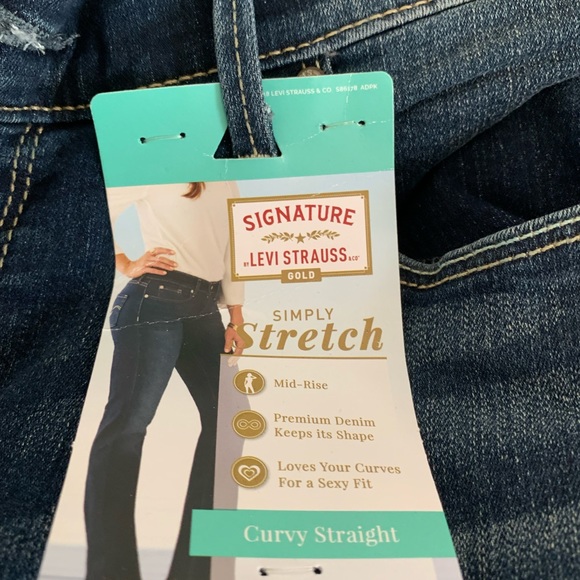 LEVI STRAUSS & CO.
SIGNATURE
BY LEVI STRAUSS & CO
GOLD
SIMPLY
Stretch
Mid-Rise
Premium Denim
Keeps its Shape
Loves Your Curves
For a Sexy Fit
Curvy Straight